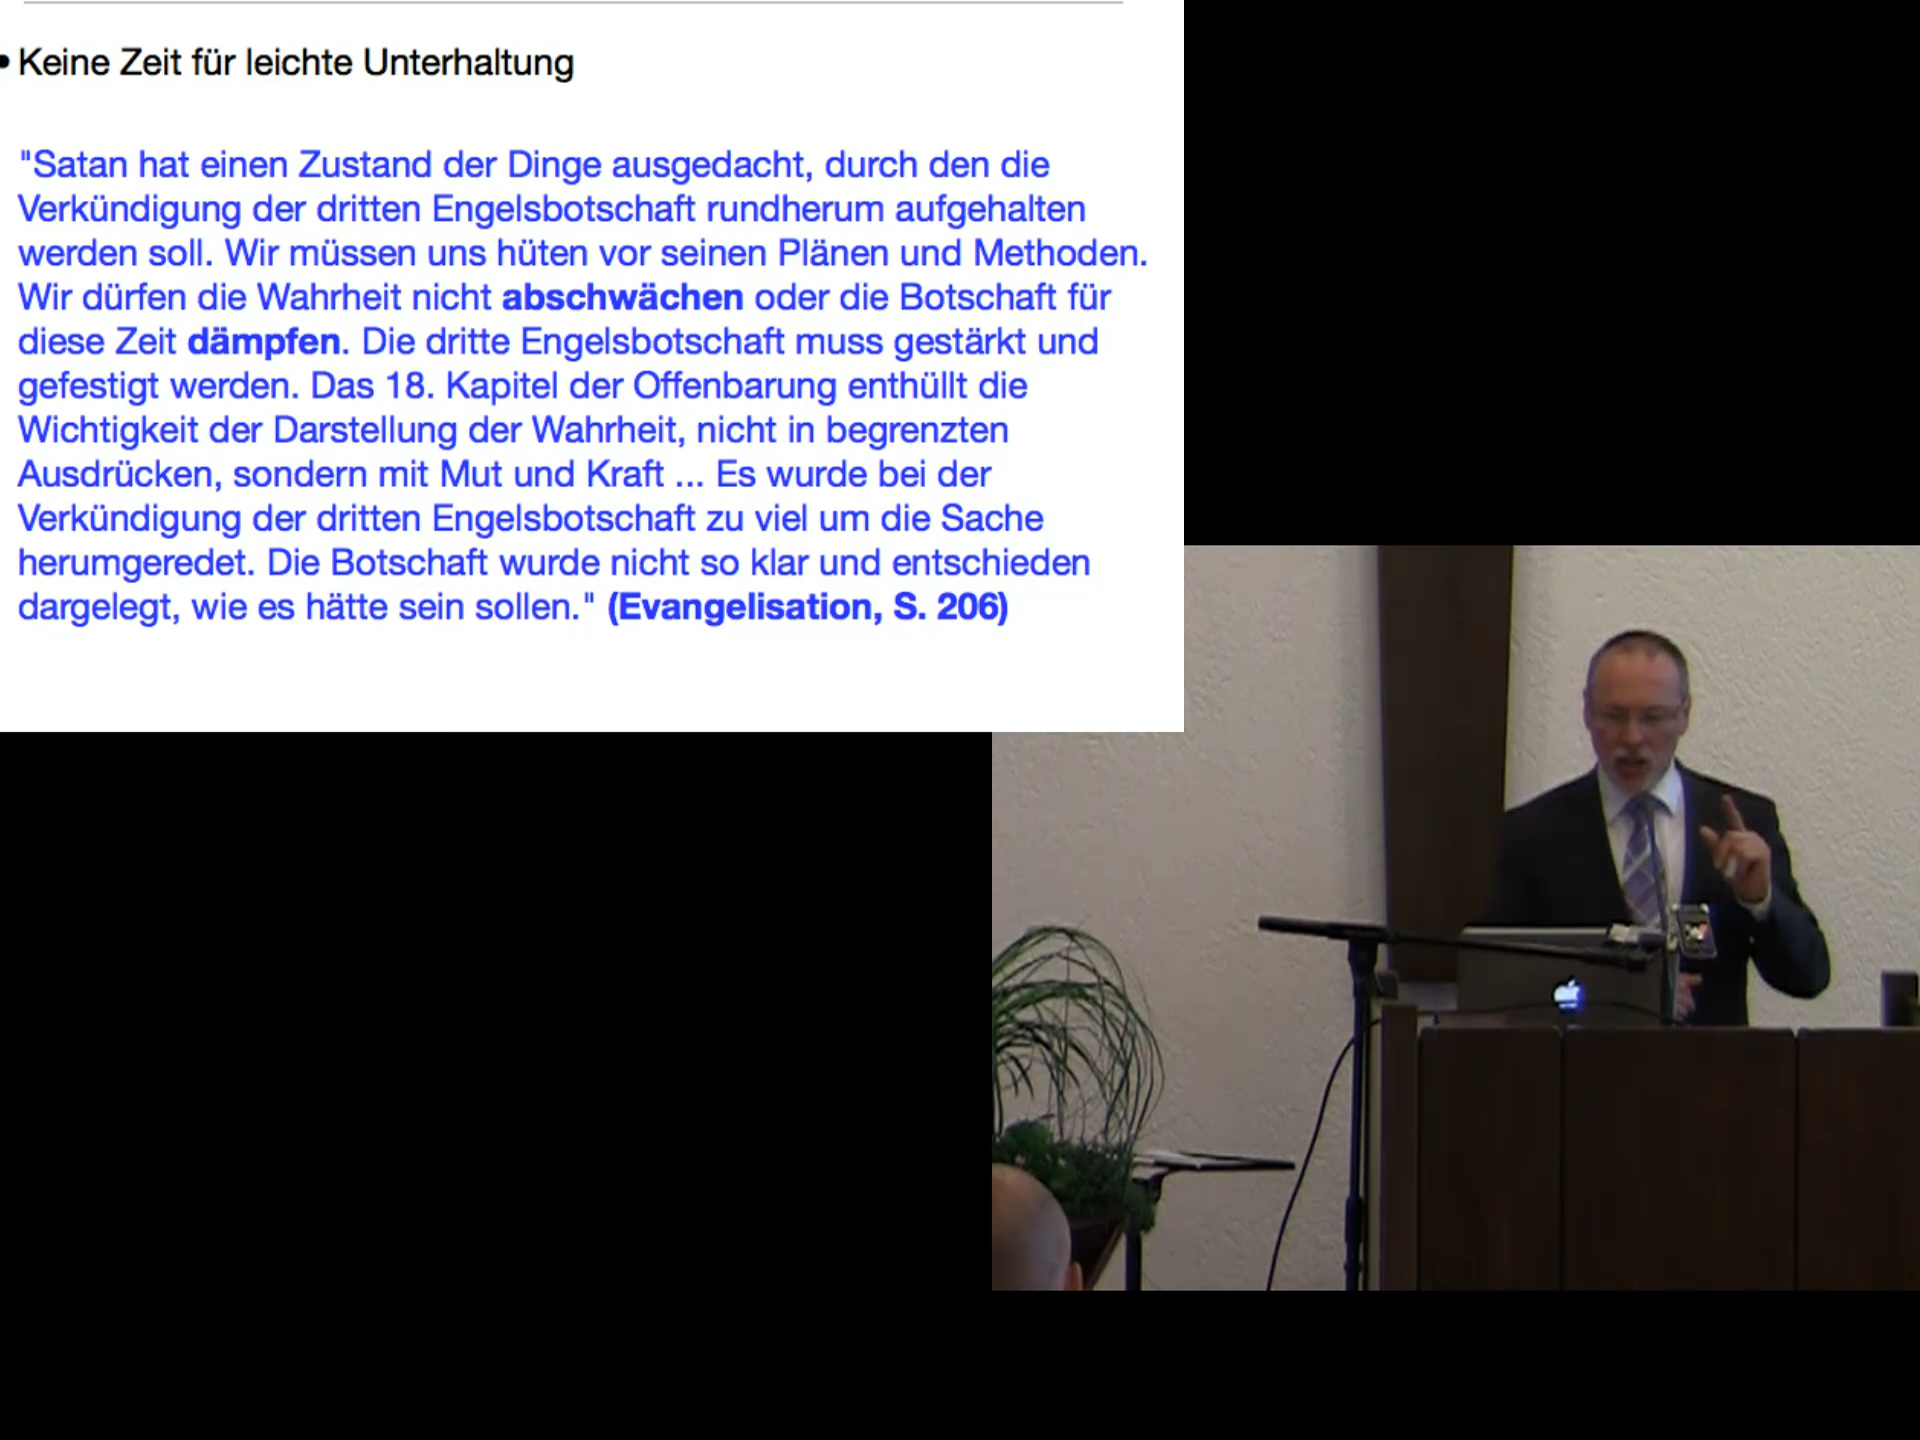 • Keine Zeit für leichte Unterhaltung
"Satan hat einen Zustand der Dinge ausgedacht, durch den die
Verkündigung der dritten Engelsbotschaft rundherum aufgehalten
werden soll. Wir müssen uns hüten vor seinen Plänen und Methoden.
Wir dürfen die Wahrheit nicht abschwächen oder die Botschaft für
diese Zeit dämpfen. Die dritte Engelsbotschaft muss gestärkt und
gefestigt werden. Das 18. Kapitel der Offenbarung enthüllt die
Wichtigkeit der Darstellung der Wahrheit, nicht in begrenzten
Ausdrücken, sondern mit Mut und Kraft ... Es wurde bei der
Verkündigung der dritten Engelsbotschaft zu viel um die Sache
herumgeredet. Die Botschaft wurde nicht so klar und entschieden
dargelegt, wie es hätte sein sollen." (Evangelisation, S. 206)